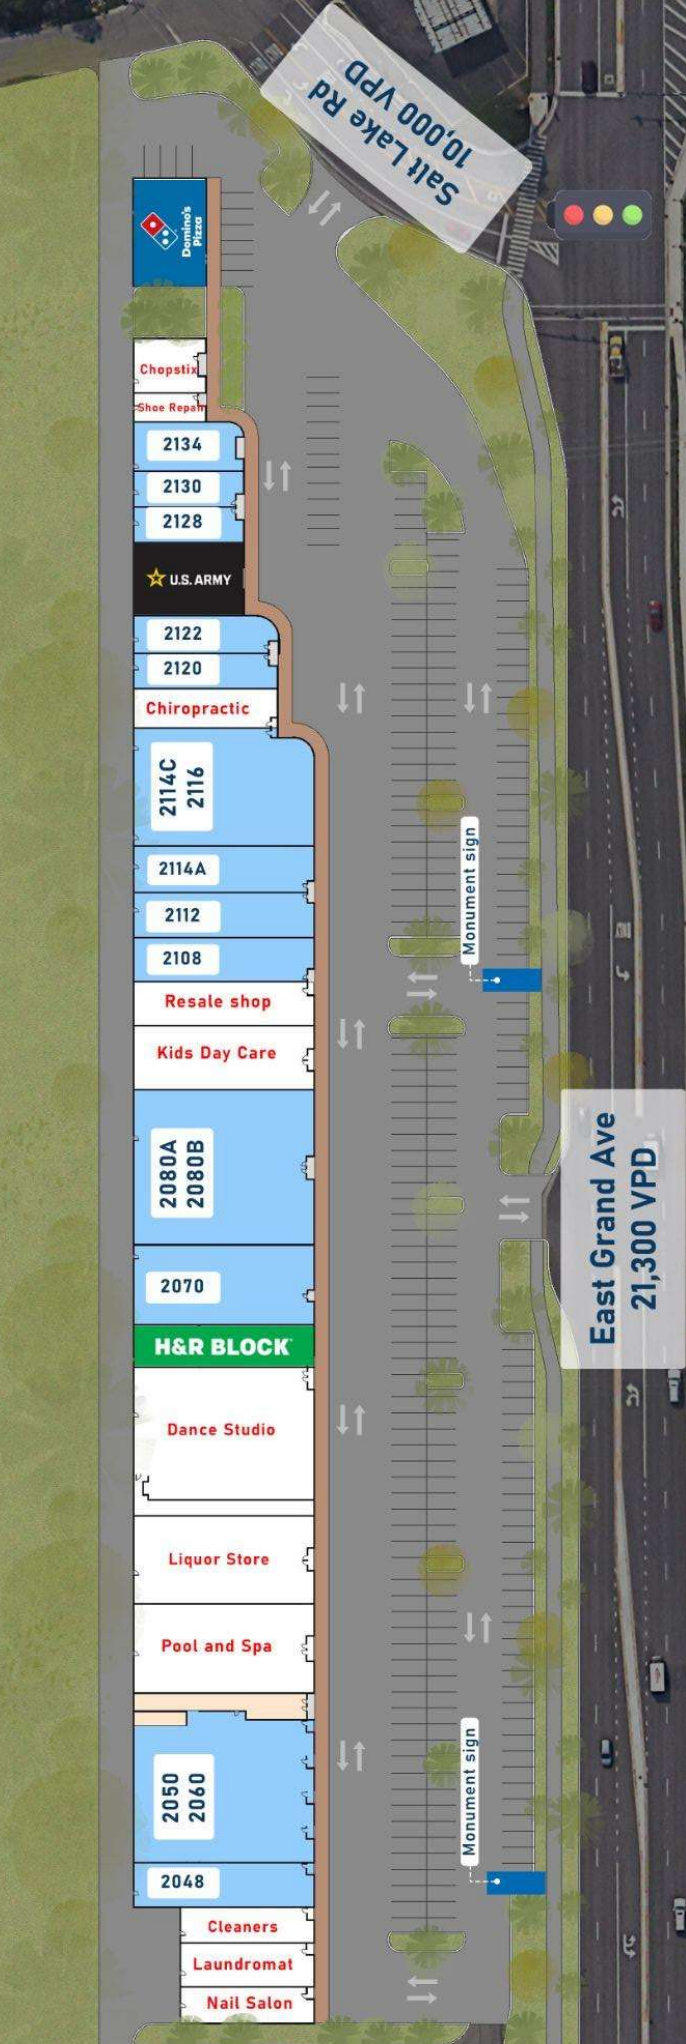 Salt Lake Rd
10,000 VPD
Domino's
Pizza
Chopstix
Shoe Repair
2134
2130
2128
U.S. ARMY
2122
2120
Chiropractic
2114C
2116
2114A
2112
Monument sign
2108
Resale shop
Kids Day Care
2080A
2080B
East Grand Ave
21,300 VPD
2070
H&R BLOCK
Dance Studio
Liquor Store
Pool and Spa
2050
2060
Monument sign
2048
Cleaners
Laundromat
Nail Salon